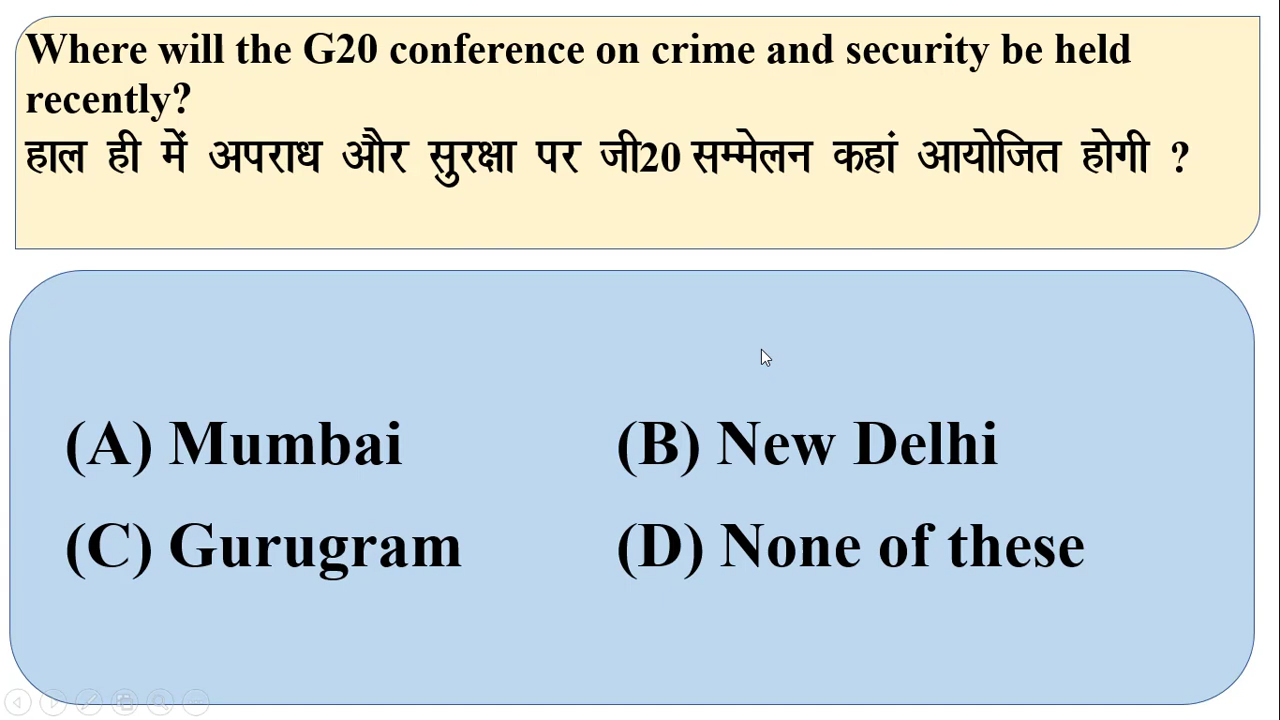 Where will the G20 conference on crime and security be held
recently?
हाल ही में अपराध और सुरक्षा पर जी20 सम्मेलन कहां आयोजित होगी ?
(A) Mumbai (B) New Delhi
(C) Gurugram (D) None of these